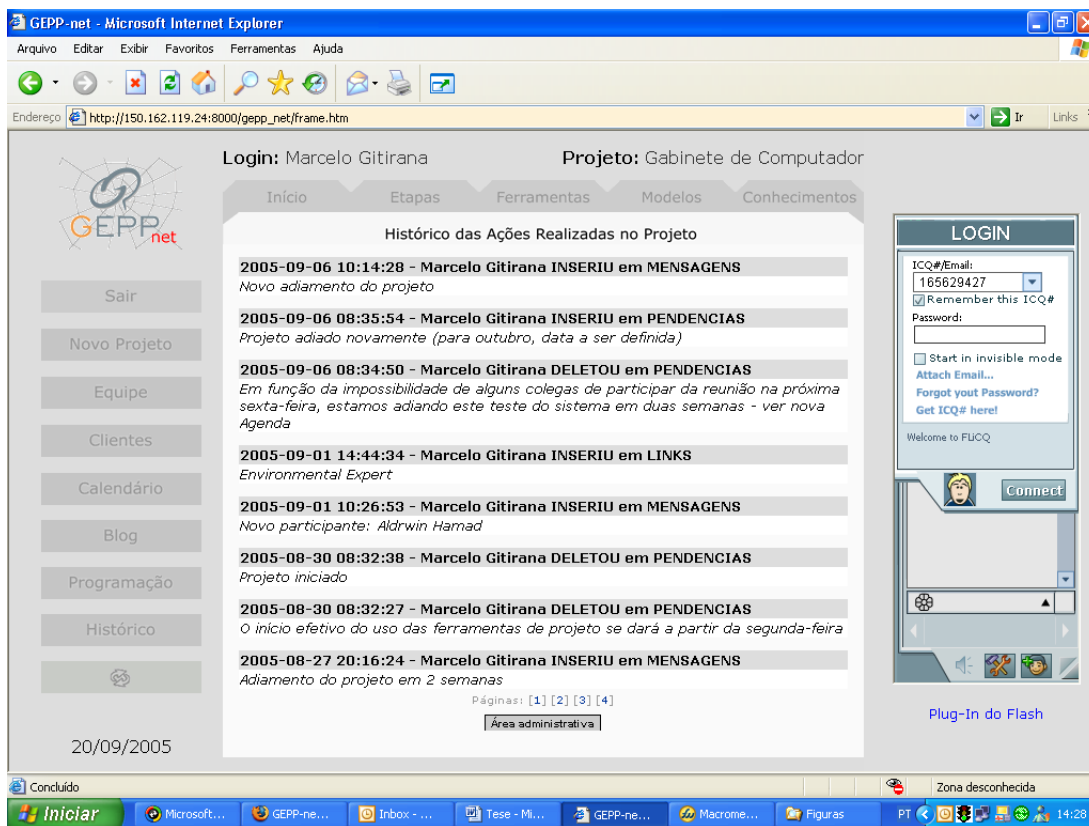 GEPP-net - Microsoft Internet Explorer
Arquivo Editar Exibir Favoritos Ferramentas Ajuda
Endereço http://150.162.119.24:8000/gepp_net/frame.htm Ir Links
GEPP net
Login: Marcelo Gitirana Projeto: Gabinete de Computador
Início Etapas Ferramentas Modelos Conhecimentos
Sair
Novo Projeto
Equipe
Clientes
Calendário
Blog
Programação
Histórico
20/09/2005
Histórico das Ações Realizadas no Projeto
2005-09-06 10:14:28 - Marcelo Gitirana INSERIU em MENSAGENS
Novo adiamento do projeto
2005-09-06 08:35:54 - Marcelo Gitirana INSERIU em PENDENCIAS
Projeto adiado novamente (para outubro, data a ser definida)
2005-09-06 08:34:50 - Marcelo Gitirana DELETOU em PENDENCIAS
Em função da impossibilidade de alguns colegas de participar da reunião na próxima
sexta-feira, estamos adiando este teste do sistema em duas semanas - ver nova
Agenda
2005-09-01 14:44:34 - Marcelo Gitirana INSERIU em LINKS
Environmental Expert
2005-09-01 10:26:53 - Marcelo Gitirana INSERIU em MENSAGENS
Novo participante: Aldrwin Hamad
2005-08-30 08:32:38 - Marcelo Gitirana DELETOU em PENDENCIAS
Projeto iniciado
2005-08-30 08:32:27 - Marcelo Gitirana DELETOU em PENDENCIAS
O início efetivo do uso das ferramentas de projeto se dará a partir da segunda-feira
2005-08-27 20:16:24 - Marcelo Gitirana INSERIU em MENSAGENS
Adiamento do projeto em 2 semanas
Páginas: [1] [2] [3] [4]
Área administrativa
LOGIN
ICQ#/Email:
165629427
Remember this ICQ#
Password:
Start in invisible mode
Attach Email...
Forgot yout Password?
Get ICQ# here!
Welcome to FLiCQ
Connect
Plug-In do Flash
Concluído Zona desconhecida
Iniciar Microsoft... GEPP-ne... Inbox - ... Tese - Mi... GEPP-ne... Macrome... Figuras PT 14:28